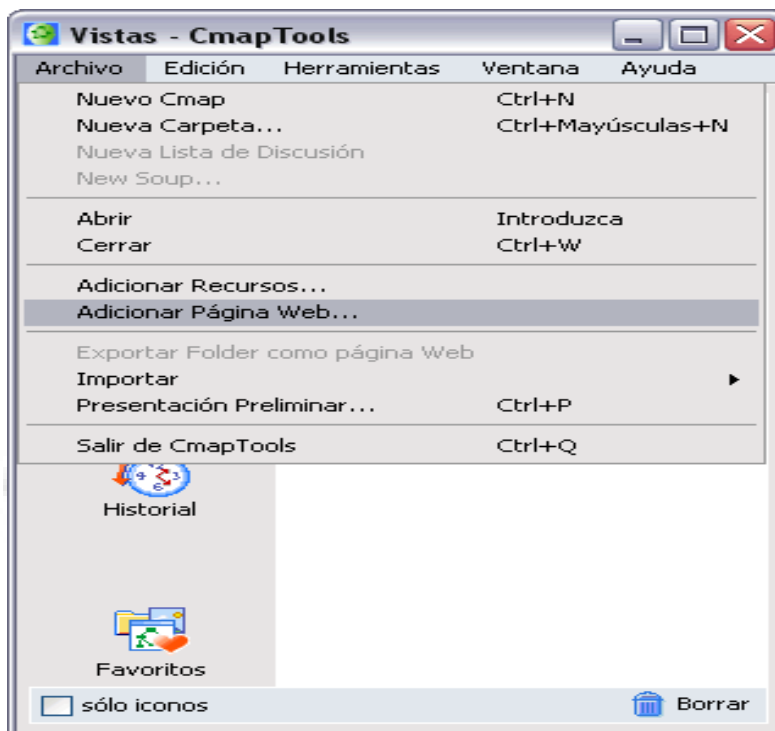 Vistas - CmapTools
Archivo Edición Herramientas Ventana Ayuda
Nuevo Cmap Ctrl+N
Nueva Carpeta... Ctrl+Mayúsculas+N
Nueva Lista de Discusión
New Soup...
Abrir Introduzca
Cerrar Ctrl+W
Adicionar Recursos...
Adicionar Página Web...
Exportar Folder como página Web
Importar
Presentación Preliminar... Ctrl+P
Salir de CmapTools Ctrl+Q
Historial
Favoritos
sólo iconos Borrar